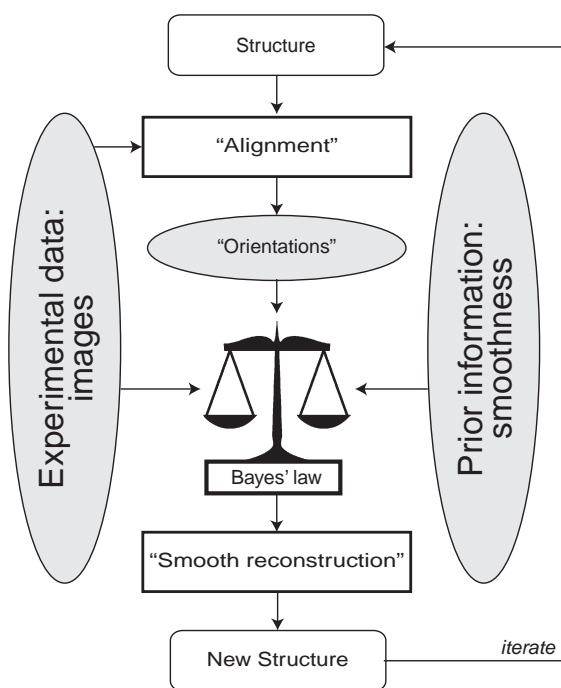 Structure
“Alignment”
“Orientations”
Experimental data:
images
Prior information:
smoothness
Bayes’ law
“Smooth reconstruction”
New Structure
iterate